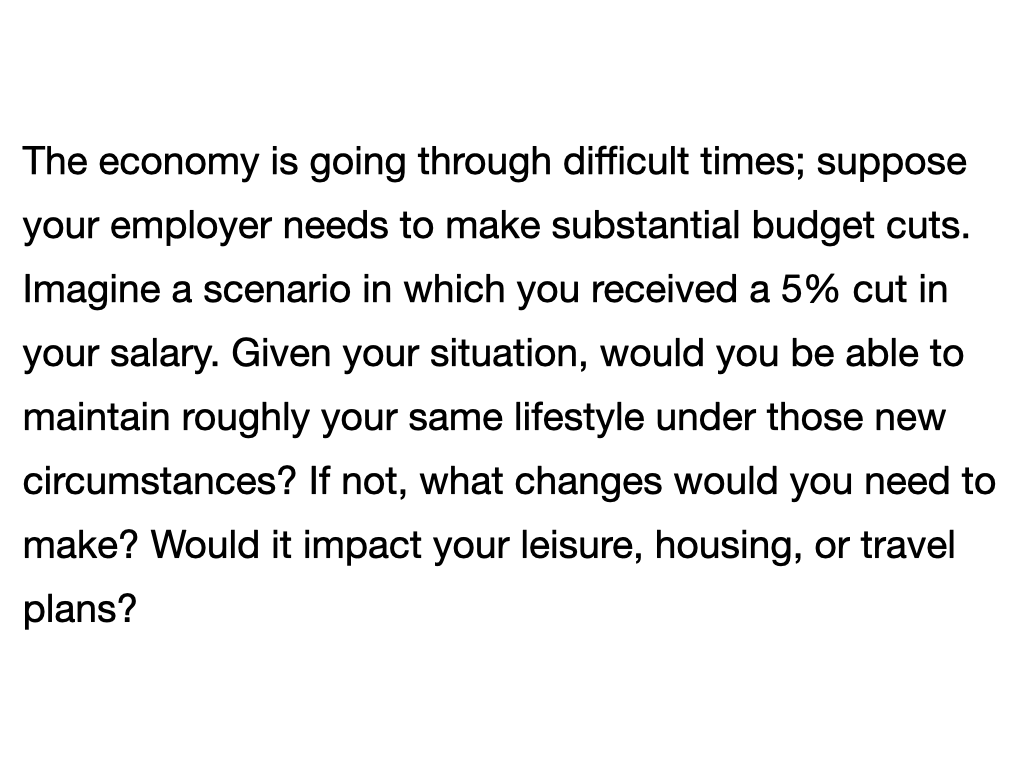 The economy is going through difficult times; suppose
your employer needs to make substantial budget cuts.
Imagine a scenario in which you received a 5% cut in
your salary. Given your situation, would you be able to
maintain roughly your same lifestyle under those new
circumstances? If not, what changes would you need to
make? Would it impact your leisure, housing, or travel
plans?